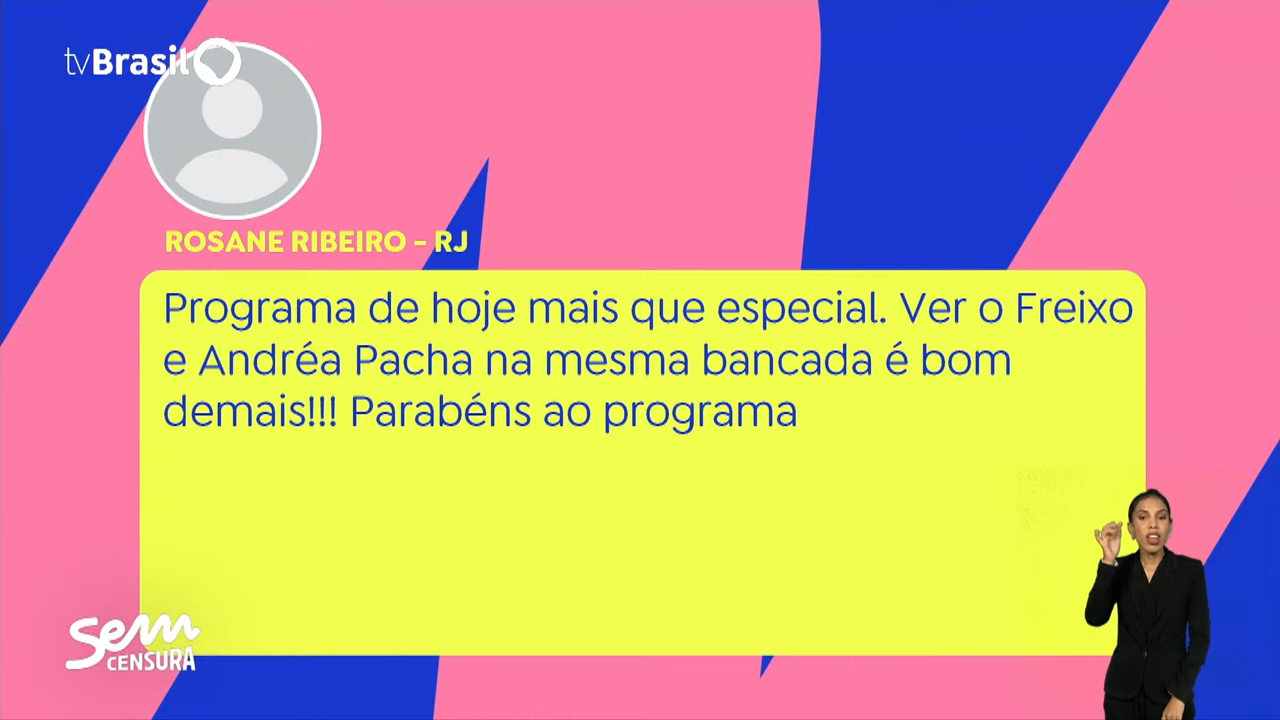 tvBrasil
ROSANE RIBEIRO - RJ
Programa de hoje mais que especial. Ver o Freixo
e Andréa Pacha na mesma bancada é bom
demais!!! Parabéns ao programa
Sem
CENSURA